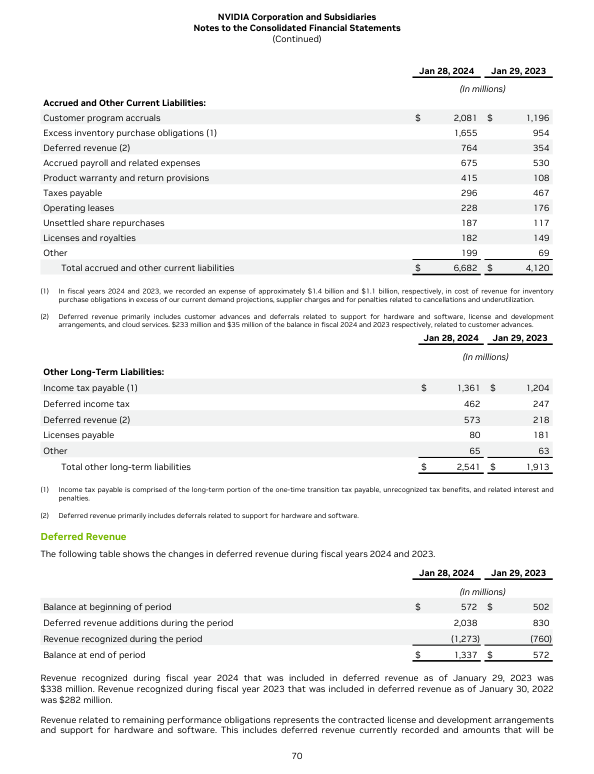 NVIDIA Corporation and Subsidiaries
Notes to the Consolidated Financial Statements
(Continued)
Jan 28, 2024 Jan 29, 2023
(In millions)
Accrued and Other Current Liabilities:
Customer program accruals $ 2,081 $ 1,196
Excess inventory purchase obligations (1) 1,655 954
Deferred revenue (2) 764 354
Accrued payroll and related expenses 675 530
Product warranty and return provisions 415 108
Taxes payable 296 467
Operating leases 228 176
Unsettled share repurchases 187 117
Licenses and royalties 182 149
Other 199 69
Total accrued and other current liabilities $ 6,682 $ 4,120
(1) In fiscal years 2024 and 2023, we recorded an expense of approximately $1.4 billion and $1.1 billion, respectively, in cost of revenue for inventory
purchase obligations in excess of our current demand projections, supplier charges and for penalties related to cancellations and underutilization.
(2) Deferred revenue primarily includes customer advances and deferrals related to support for hardware and software, license and development
arrangements, and cloud services. $233 million and $35 million of the balance in fiscal 2024 and 2023 respectively, related to customer advances.
Jan 28, 2024 Jan 29, 2023
(In millions)
Other Long-Term Liabilities:
Income tax payable (1) $ 1,361 $ 1,204
Deferred income tax 462 247
Deferred revenue (2) 573 218
Licenses payable 80 181
Other 65 63
Total other long-term liabilities $ 2,541 $ 1,913
(1) Income tax payable is comprised of the long-term portion of the one-time transition tax payable, unrecognized tax benefits, and related interest and
penalties.
(2) Deferred revenue primarily includes deferrals related to support for hardware and software.
Deferred Revenue
The following table shows the changes in deferred revenue during fiscal years 2024 and 2023.
Jan 28, 2024 Jan 29, 2023
(In millions)
Balance at beginning of period $ 572 $ 502
Deferred revenue additions during the period 2,038 830
Revenue recognized during the period (1,273) (760)
Balance at end of period $ 1,337 $ 572
Revenue recognized during fiscal year 2024 that was included in deferred revenue as of January 29, 2023 was
$338 million. Revenue recognized during fiscal year 2023 that was included in deferred revenue as of January 30, 2022
was $282 million.
Revenue related to remaining performance obligations represents the contracted license and development arrangements
and support for hardware and software. This includes deferred revenue currently recorded and amounts that will be
70